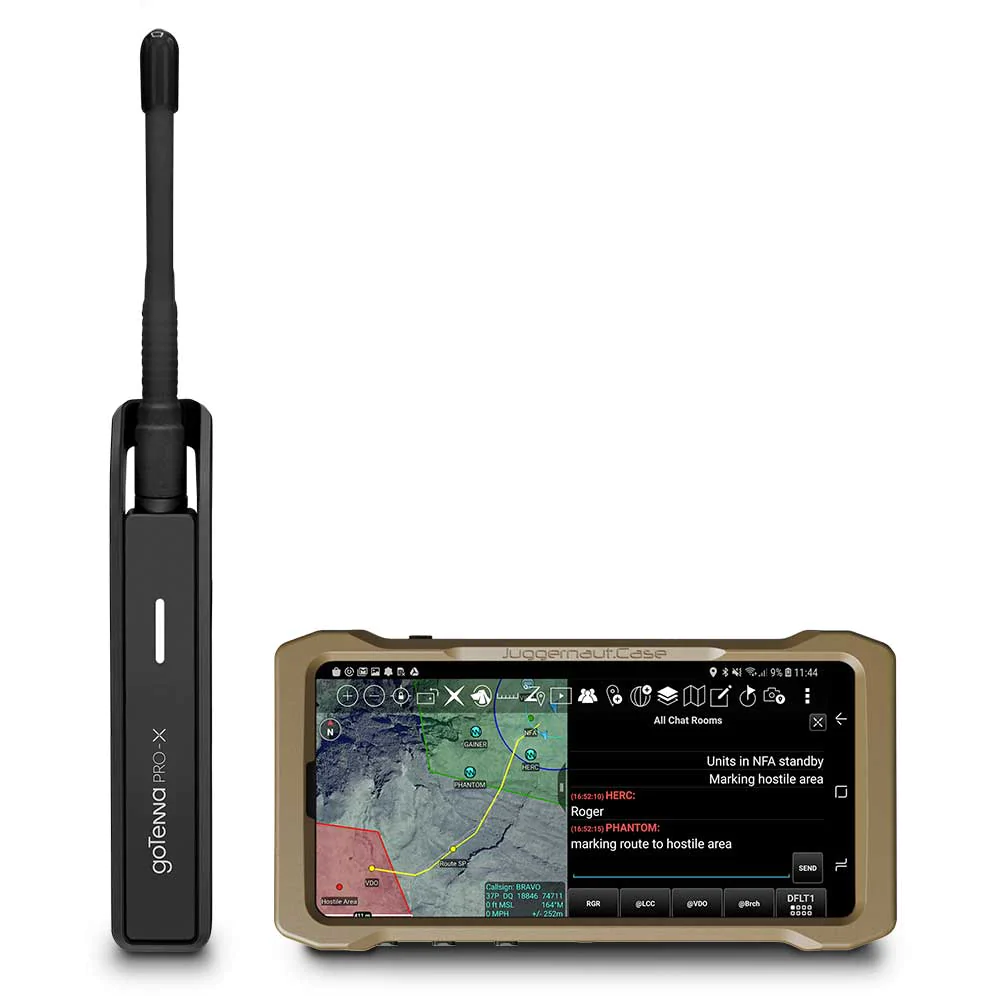 goTenna PRO-X
Juggernaut.Case
9% 11:44
N
GAINER
NFA
HERC
PHANTOM
Route SP
VDO
Hostile Area
411 m
Callsign: BRAVO
37P DQ 18846 74711
0 ft MSL 164°M
0 MPH +/- 252m
All Chat Rooms
Units in NFA standby
Marking hostile area
(16:52:10) HERC:
Roger
(16:52:15) PHANTOM:
marking route to hostile area
SEND
RGR
@LCC
@VDO
@Brch
DFLT1